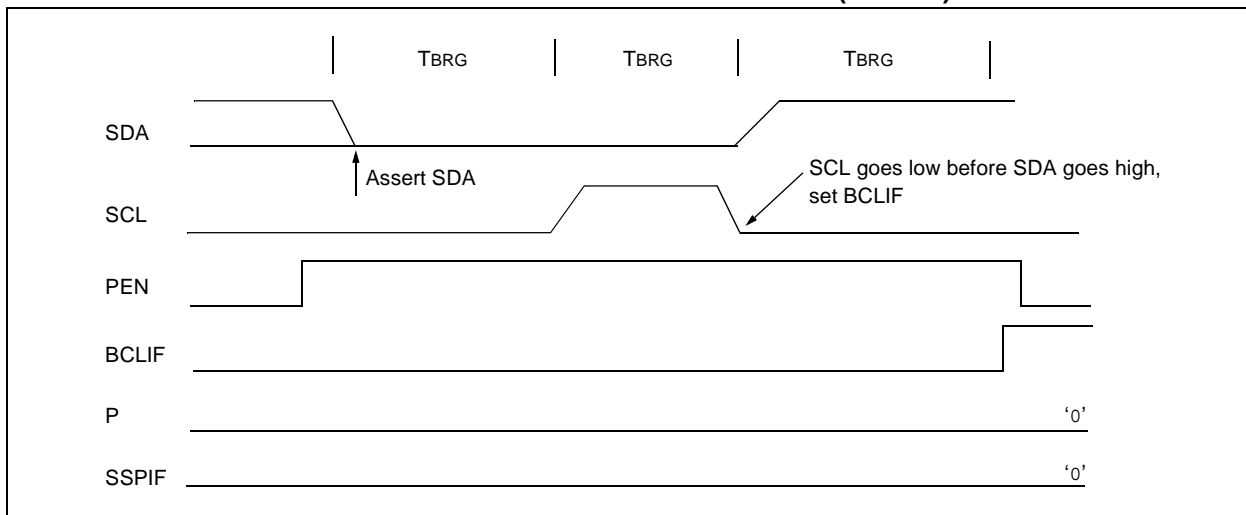 TBRG TBRG TBRG
SDA
Assert SDA
SCL goes low before SDA goes high,
set BCLIF
SCL
PEN
BCLIF
P '0'
SSPIF '0'